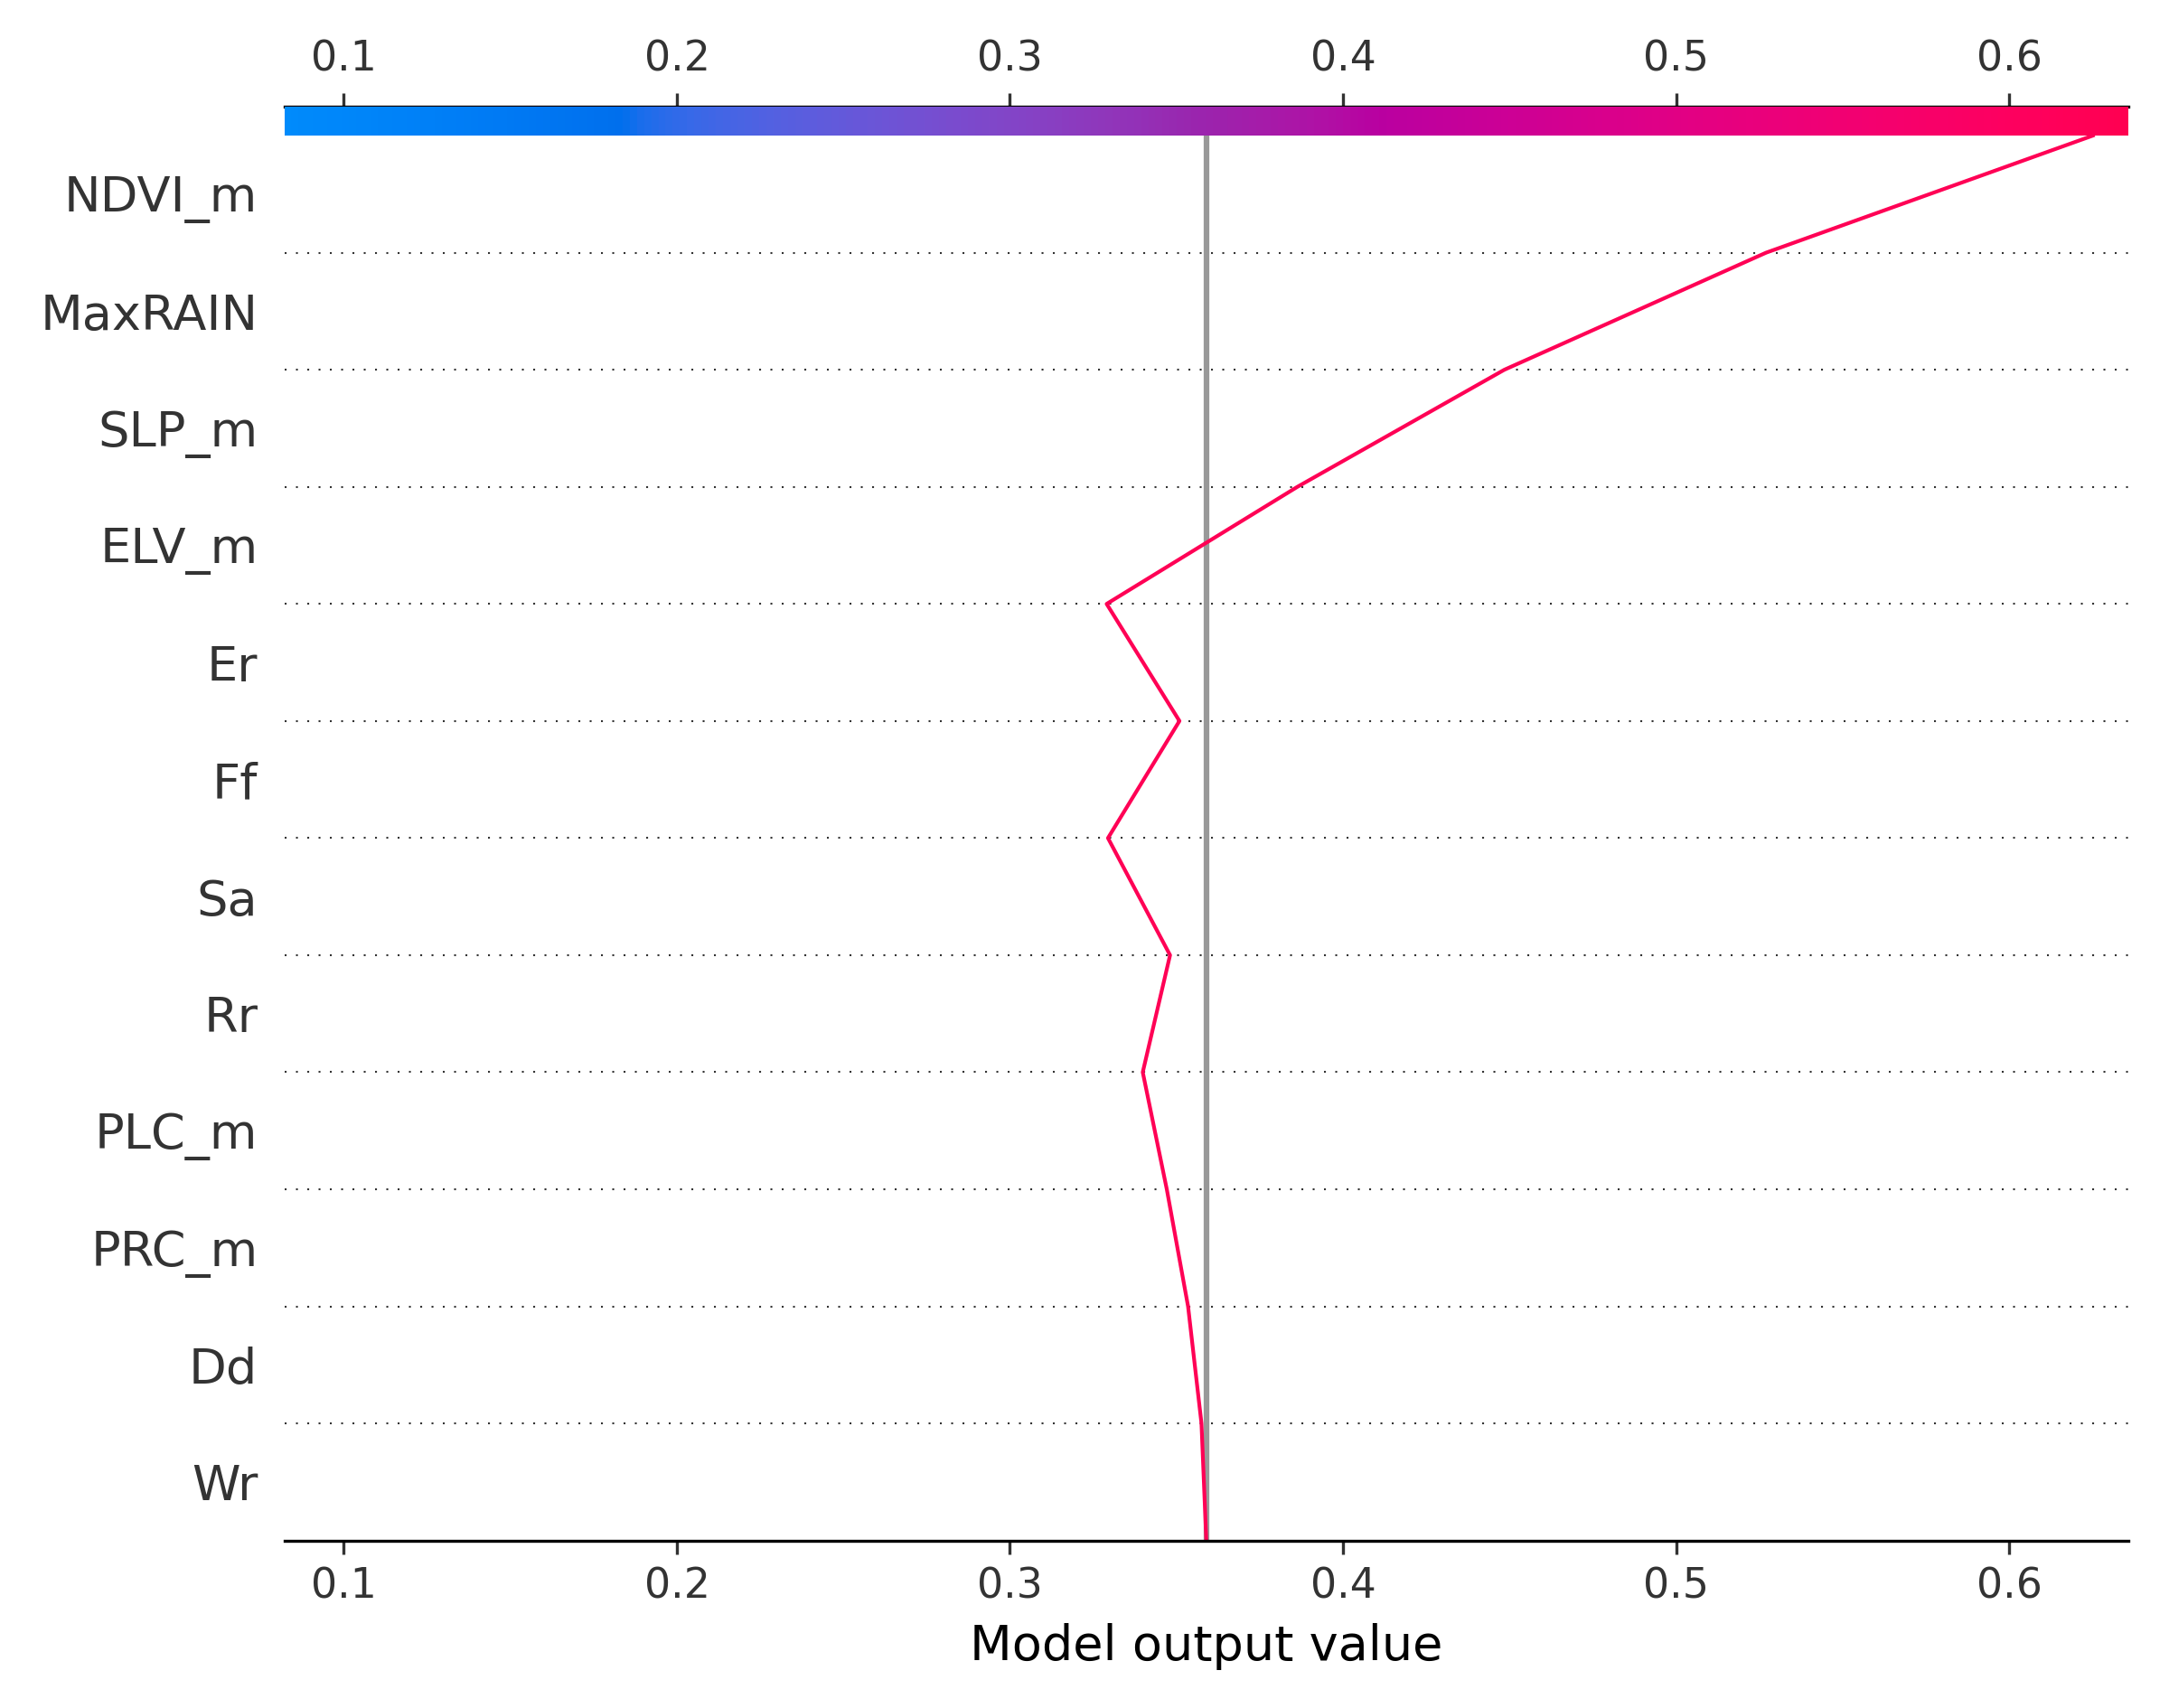 0.1 0.2 0.3 0.4 0.5 0.6
NDVI_m
MaxRAIN
SLP_m
ELV_m
Er
Ff
Sa
Rr
PLC_m
PRC_m
Dd
Wr
0.1 0.2 0.3 0.4 0.5 0.6
Model output value